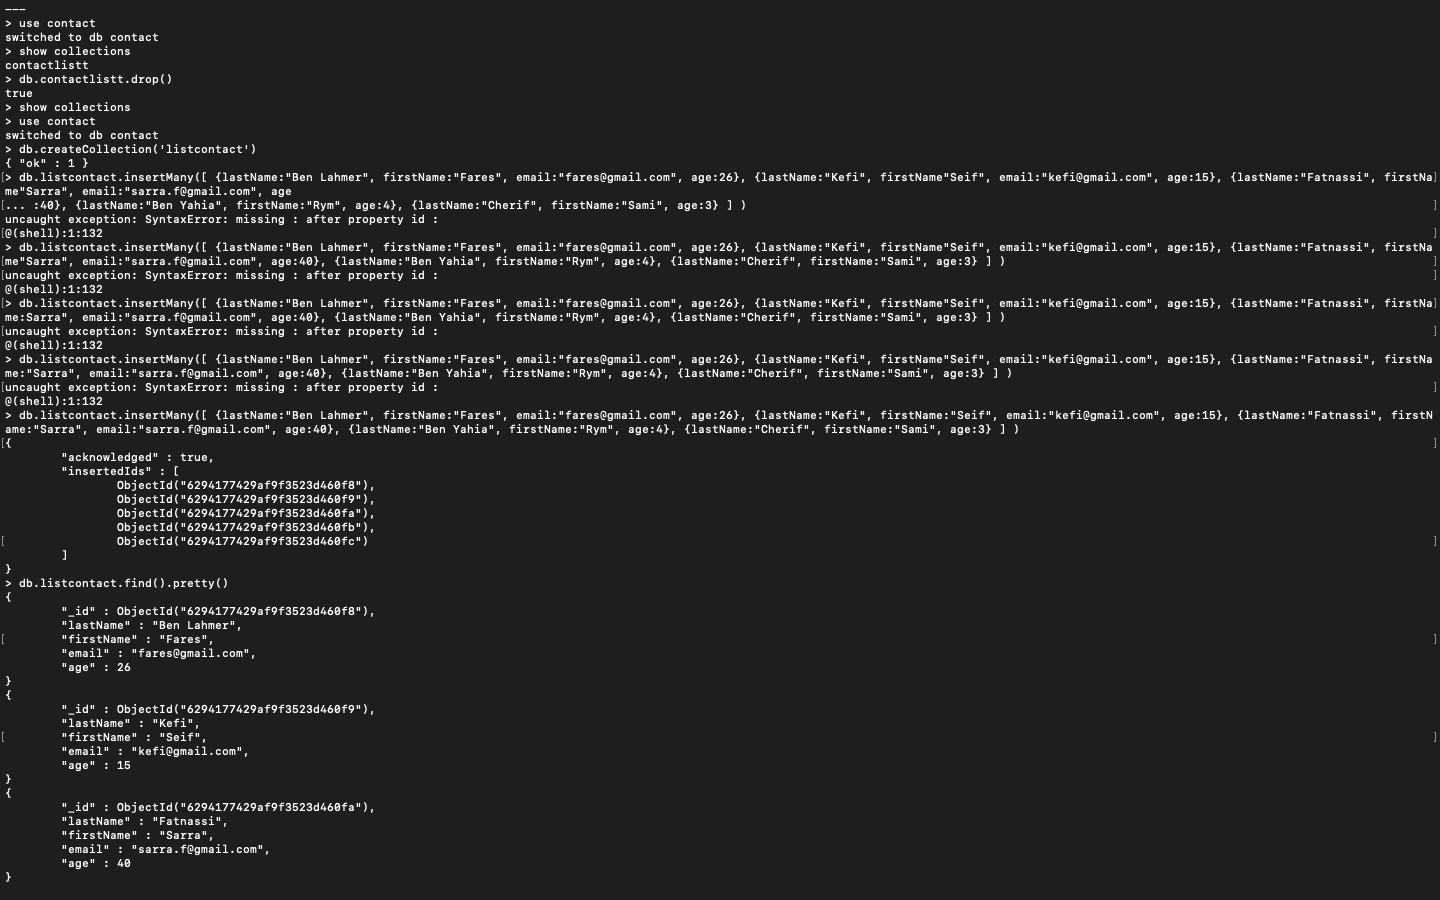 ---
> use contact
switched to db contact
> show collections
contactlistt
> db.contactlistt.drop()
true
> show collections
> use contact
switched to db contact
> db.createCollection('listcontact')
{ "ok" : 1 }
[> db.listcontact.insertMany([ {lastName:"Ben Lahmer", firstName:"Fares", email:"fares@gmail.com", age:26}, {lastName:"Kefi", firstName"Seif", email:"kefi@gmail.com", age:15}, {lastName:"Fatnassi", firstNa]
me"Sarra", email:"sarra.f@gmail.com", age
[... :40}, {lastName:"Ben Yahia", firstName:"Rym", age:4}, {lastName:"Cherif", firstName:"Sami", age:3} ] ) ]
uncaught exception: SyntaxError: missing : after property id :
[@(shell):1:132 ]
> db.listcontact.insertMany([ {lastName:"Ben Lahmer", firstName:"Fares", email:"fares@gmail.com", age:26}, {lastName:"Kefi", firstName"Seif", email:"kefi@gmail.com", age:15}, {lastName:"Fatnassi", firstNa
[me"Sarra", email:"sarra.f@gmail.com", age:40}, {lastName:"Ben Yahia", firstName:"Rym", age:4}, {lastName:"Cherif", firstName:"Sami", age:3} ] ) ]
[uncaught exception: SyntaxError: missing : after property id : ]
@(shell):1:132
[> db.listcontact.insertMany([ {lastName:"Ben Lahmer", firstName:"Fares", email:"fares@gmail.com", age:26}, {lastName:"Kefi", firstName"Seif", email:"kefi@gmail.com", age:15}, {lastName:"Fatnassi", firstNa]
me:Sarra", email:"sarra.f@gmail.com", age:40}, {lastName:"Ben Yahia", firstName:"Rym", age:4}, {lastName:"Cherif", firstName:"Sami", age:3} ] )
[uncaught exception: SyntaxError: missing : after property id : ]
@(shell):1:132
> db.listcontact.insertMany([ {lastName:"Ben Lahmer", firstName:"Fares", email:"fares@gmail.com", age:26}, {lastName:"Kefi", firstName"Seif", email:"kefi@gmail.com", age:15}, {lastName:"Fatnassi", firstNa
me:"Sarra", email:"sarra.f@gmail.com", age:40}, {lastName:"Ben Yahia", firstName:"Rym", age:4}, {lastName:"Cherif", firstName:"Sami", age:3} ] )
[uncaught exception: SyntaxError: missing : after property id : ]
@(shell):1:132
> db.listcontact.insertMany([ {lastName:"Ben Lahmer", firstName:"Fares", email:"fares@gmail.com", age:26}, {lastName:"Kefi", firstName:"Seif", email:"kefi@gmail.com", age:15}, {lastName:"Fatnassi", firstN
ame:"Sarra", email:"sarra.f@gmail.com", age:40}, {lastName:"Ben Yahia", firstName:"Rym", age:4}, {lastName:"Cherif", firstName:"Sami", age:3} ] )
[{ ]
"acknowledged" : true,
"insertedIds" : [
ObjectId("6294177429af9f3523d460f8"),
ObjectId("6294177429af9f3523d460f9"),
ObjectId("6294177429af9f3523d460fa"),
ObjectId("6294177429af9f3523d460fb"),
[ ObjectId("6294177429af9f3523d460fc") ]
]
}
> db.listcontact.find().pretty()
{
"_id" : ObjectId("6294177429af9f3523d460f8"),
"lastName" : "Ben Lahmer",
[ "firstName" : "Fares", ]
"email" : "fares@gmail.com",
"age" : 26
}
{
"_id" : ObjectId("6294177429af9f3523d460f9"),
"lastName" : "Kefi",
[ "firstName" : "Seif", ]
"email" : "kefi@gmail.com",
"age" : 15
}
{
"_id" : ObjectId("6294177429af9f3523d460fa"),
"lastName" : "Fatnassi",
"firstName" : "Sarra",
"email" : "sarra.f@gmail.com",
"age" : 40
}